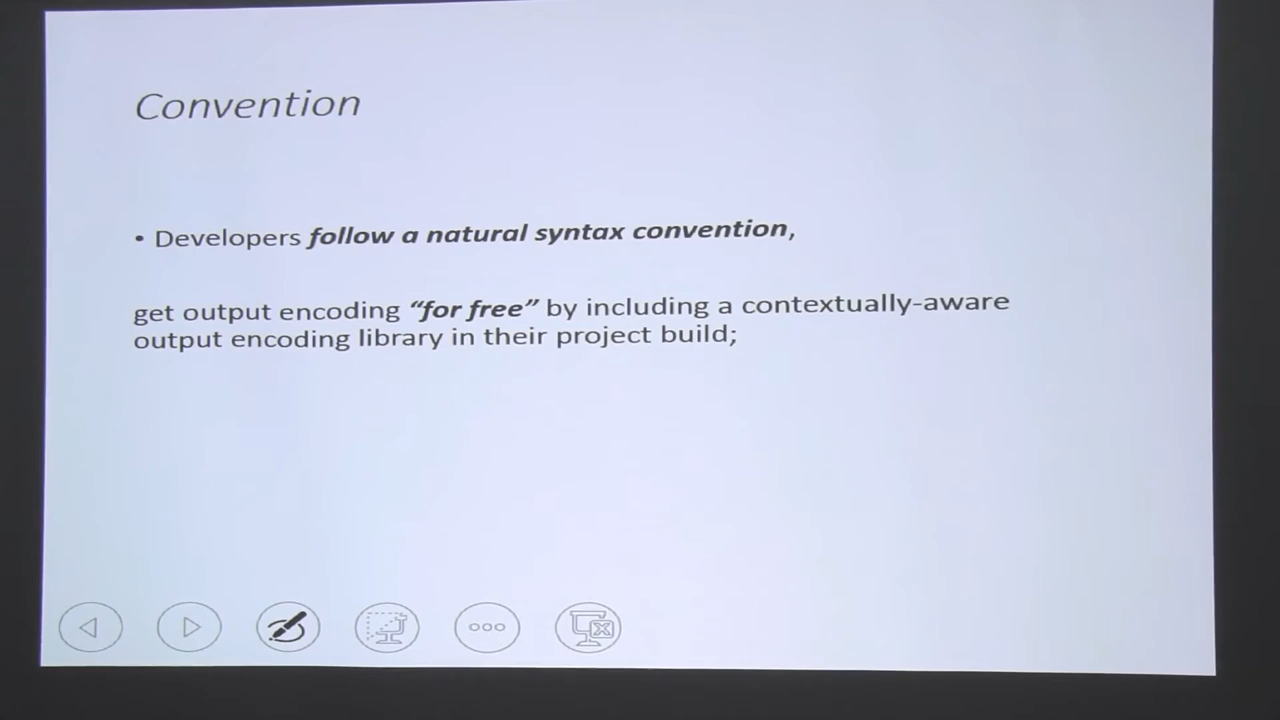 Convention
• Developers follow a natural syntax convention,
get output encoding “for free” by including a contextually-aware
output encoding library in their project build;